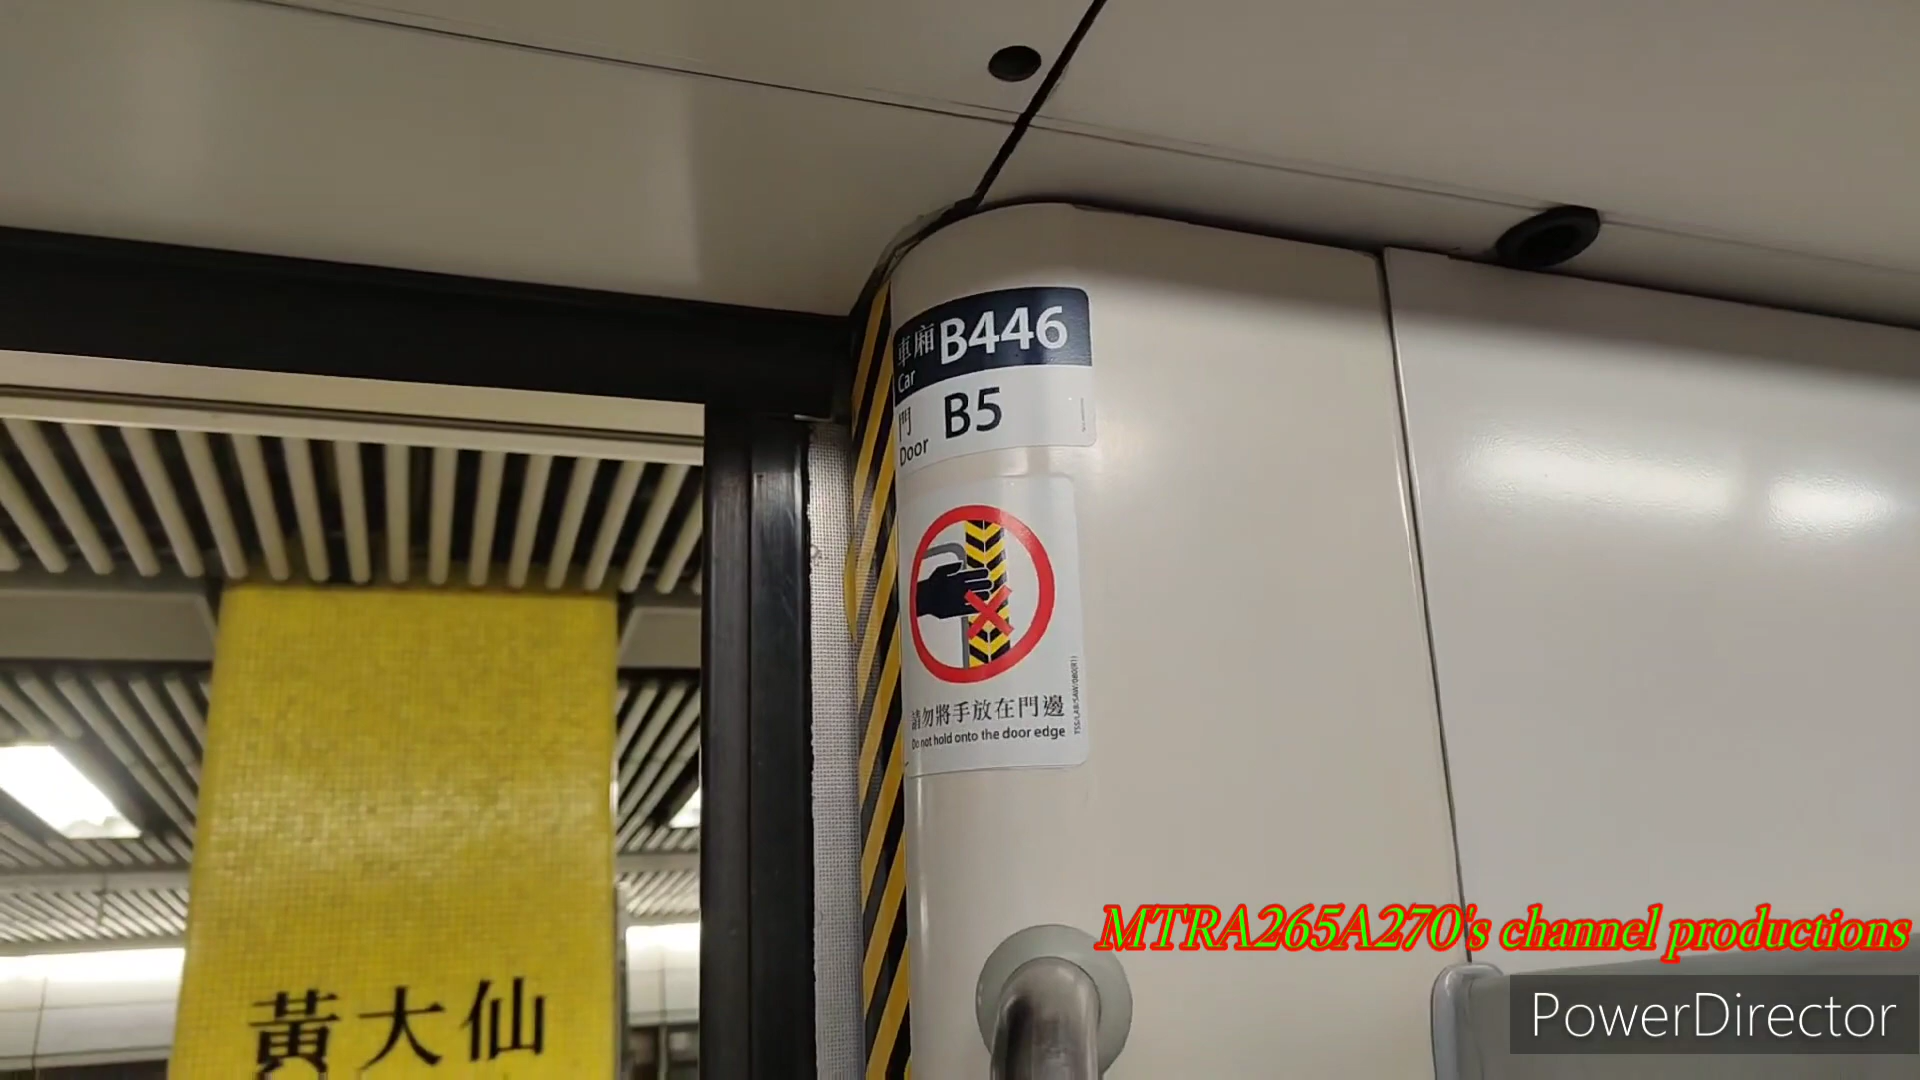 車廂 B446
Car
門 B5
Door
請勿將手放在門邊
Do not hold onto the door edge
黃大仙
MTRA265A270's channel productions
PowerDirector